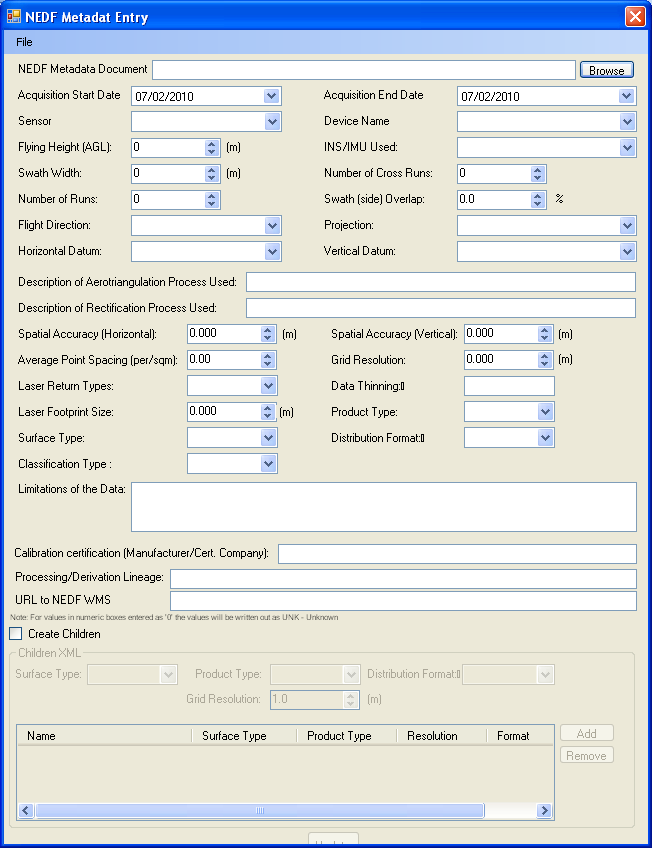 NEDF Metadat Entry
File
NEDF Metadata Document Browse
Acquisition Start Date 07/02/2010 Acquisition End Date 07/02/2010
Sensor Device Name
Flying Height (AGL): 0 (m) INS/IMU Used:
Swath Width: 0 (m) Number of Cross Runs: 0
Number of Runs: 0 Swath (side) Overlap: 0.0 %
Flight Direction: Projection:
Horizontal Datum: Vertical Datum:
Description of Aerotriangulation Process Used:
Description of Rectification Process Used:
Spatial Accuracy (Horizontal): 0.000 (m) Spatial Accuracy (Vertical): 0.000 (m)
Average Point Spacing (per/sqm): 0.00 Grid Resolution: 0.000 (m)
Laser Return Types: Data Thinning:▯
Laser Footprint Size: 0.000 (m) Product Type:
Surface Type: Distribution Format:▯
Classification Type :
Limitations of the Data:
Calibration certification (Manufacturer/Cert. Company):
Processing/Derivation Lineage:
URL to NEDF WMS
Note: For values in numeric boxes entered as '0' the values will be written out as UNK - Unknown
Create Children
Children XML
Surface Type: Product Type: Distribution Format:▯
Grid Resolution: 1.0 (m)
Name Surface Type Product Type Resolution Format Add
Remove